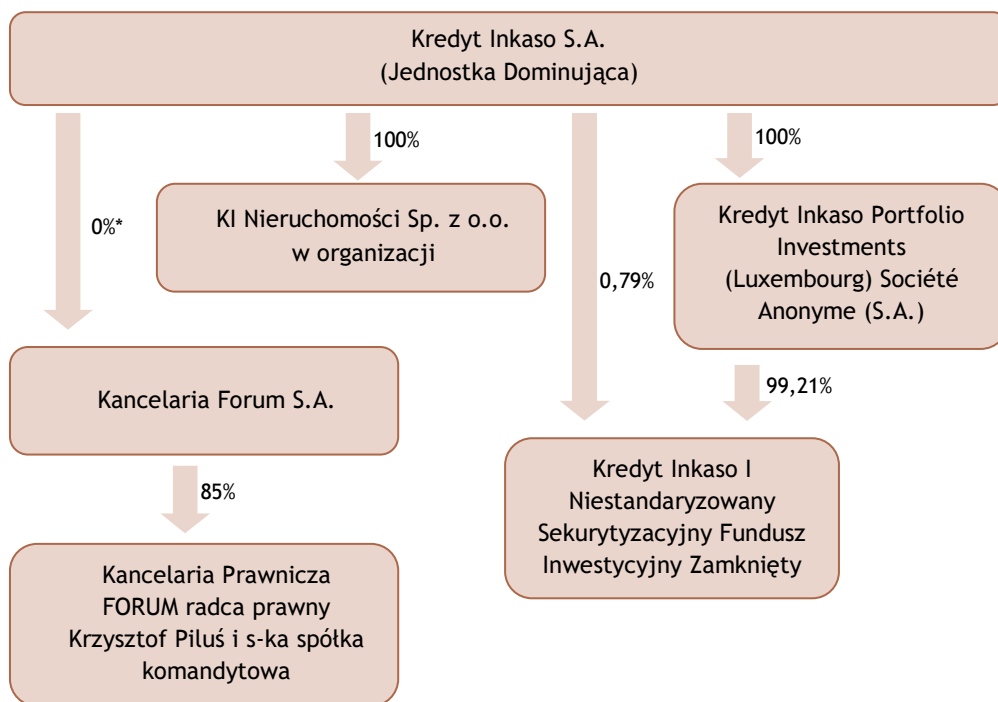 Kredyt Inkaso S.A.
(Jednostka Dominująca)
100%
100%
KI Nieruchomości Sp. z o.o.
w organizacji
Kredyt Inkaso Portfolio
Investments
(Luxembourg) Société
Anonyme (S.A.)
0%*
0,79%
Kancelaria Forum S.A.
99,21%
85%
Kredyt Inkaso I
Niestandaryzowany
Sekurytyzacyjny Fundusz
Inwestycyjny Zamknięty
Kancelaria Prawnicza
FORUM radca prawny
Krzysztof Piluś i s-ka spółka
komandytowa